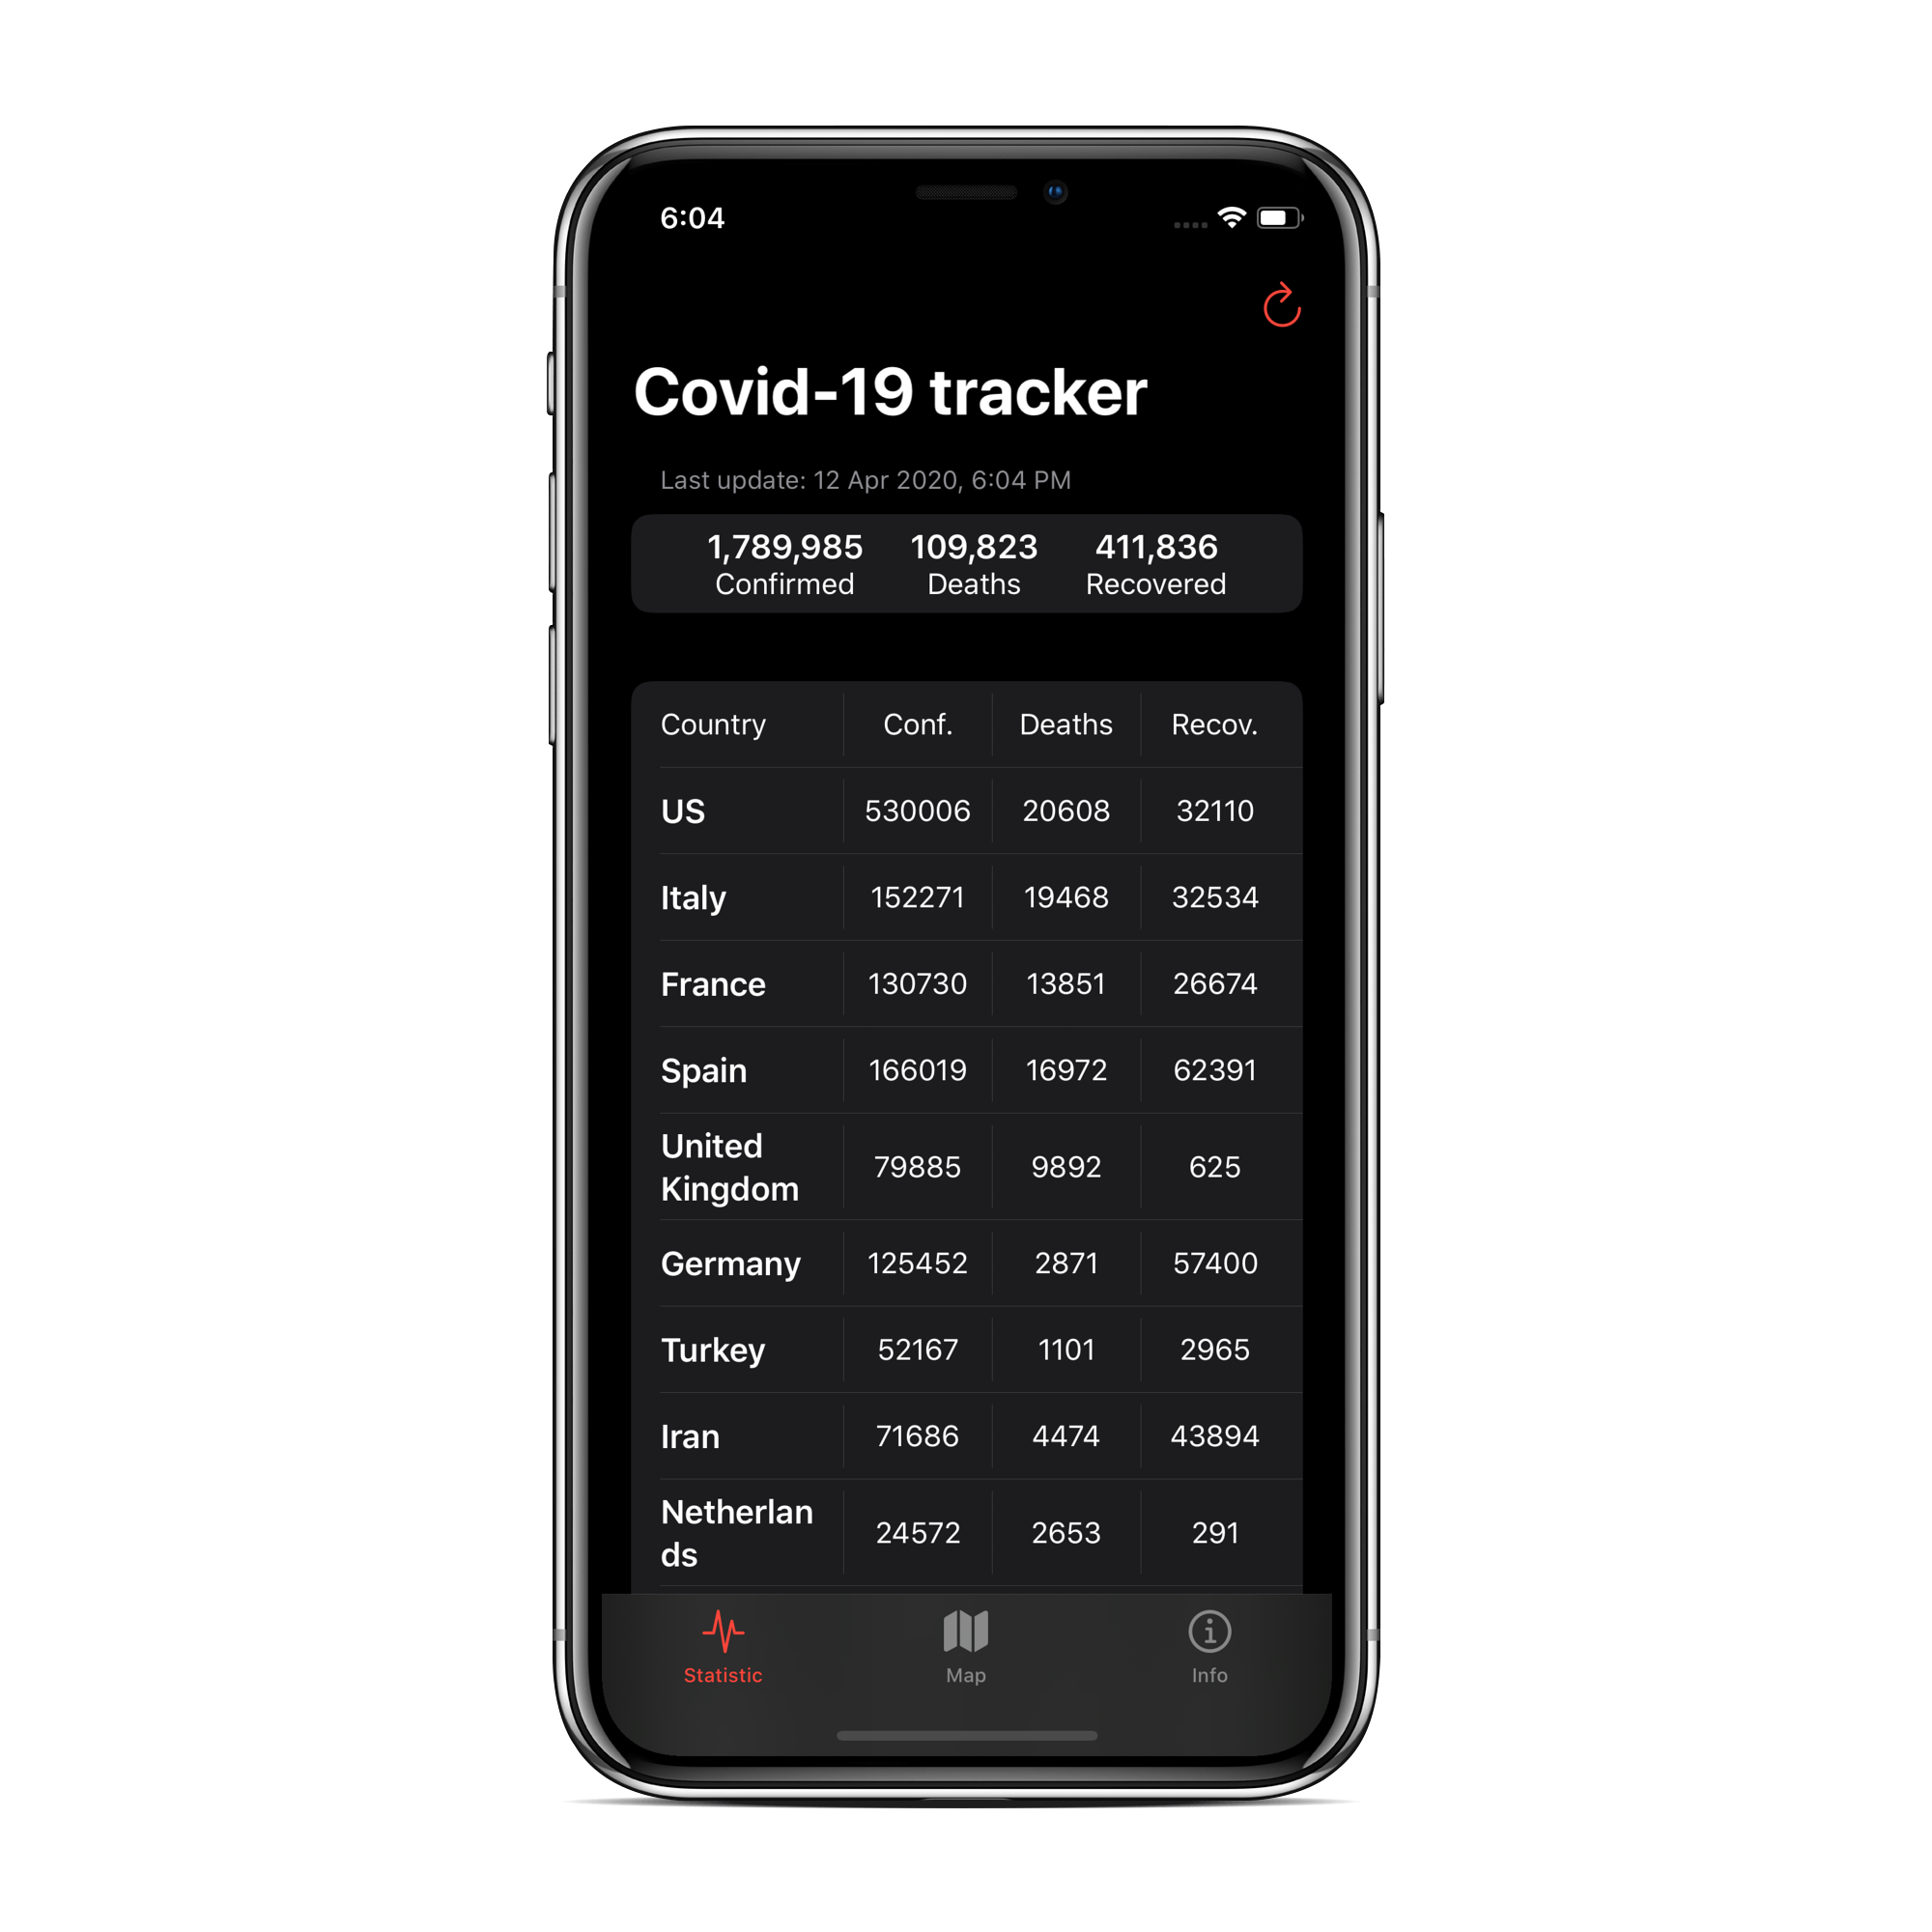 6:04
Covid-19 tracker
Last update: 12 Apr 2020, 6:04 PM
1,789,985 109,823 411,836
Confirmed Deaths Recovered
Country Conf. Deaths Recov.
US 530006 20608 32110
Italy 152271 19468 32534
France 130730 13851 26674
Spain 166019 16972 62391
United
Kingdom 79885 9892 625
Germany 125452 2871 57400
Turkey 52167 1101 2965
Iran 71686 4474 43894
Netherlan
ds 24572 2653 291
Statistic Map Info